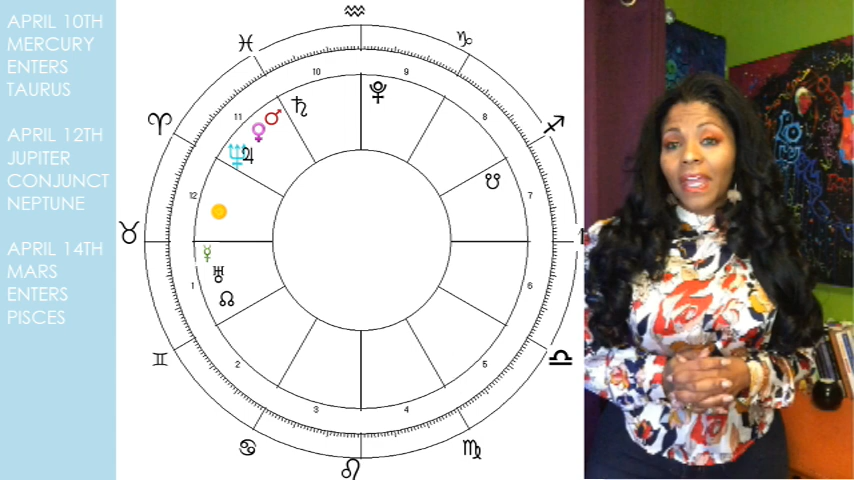 APRIL 10TH
MERCURY
ENTERS
TAURUS
APRIL 12TH
JUPITER
CONJUNCT
NEPTUNE
APRIL 14TH
MARS
ENTERS
PISCES
♒
♓ ♑
10 9
♄ ♇
♈ 11 ♀ ♂ 8 ♐
♆ ♃
☋
12 7
☉
♉
☿
1 ♅ 6
☊
♊ 2 5 ♎
3 4
♋ ♍
♌